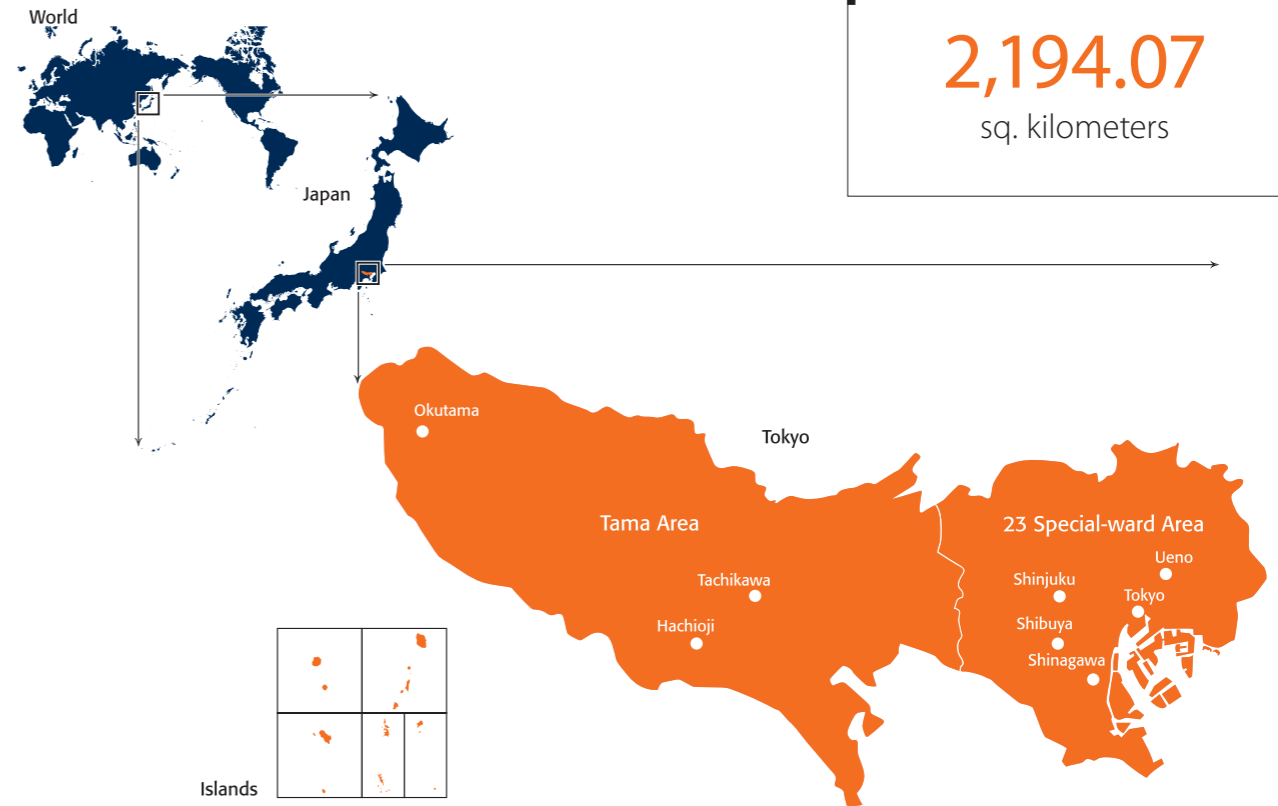 World
2,194.07
sq. kilometers
Japan
Okutama
Tokyo
Tama Area
23 Special-ward Area
Ueno
Tachikawa
Shinjuku
Tokyo
Hachioji
Shibuya
Shinagawa
Islands